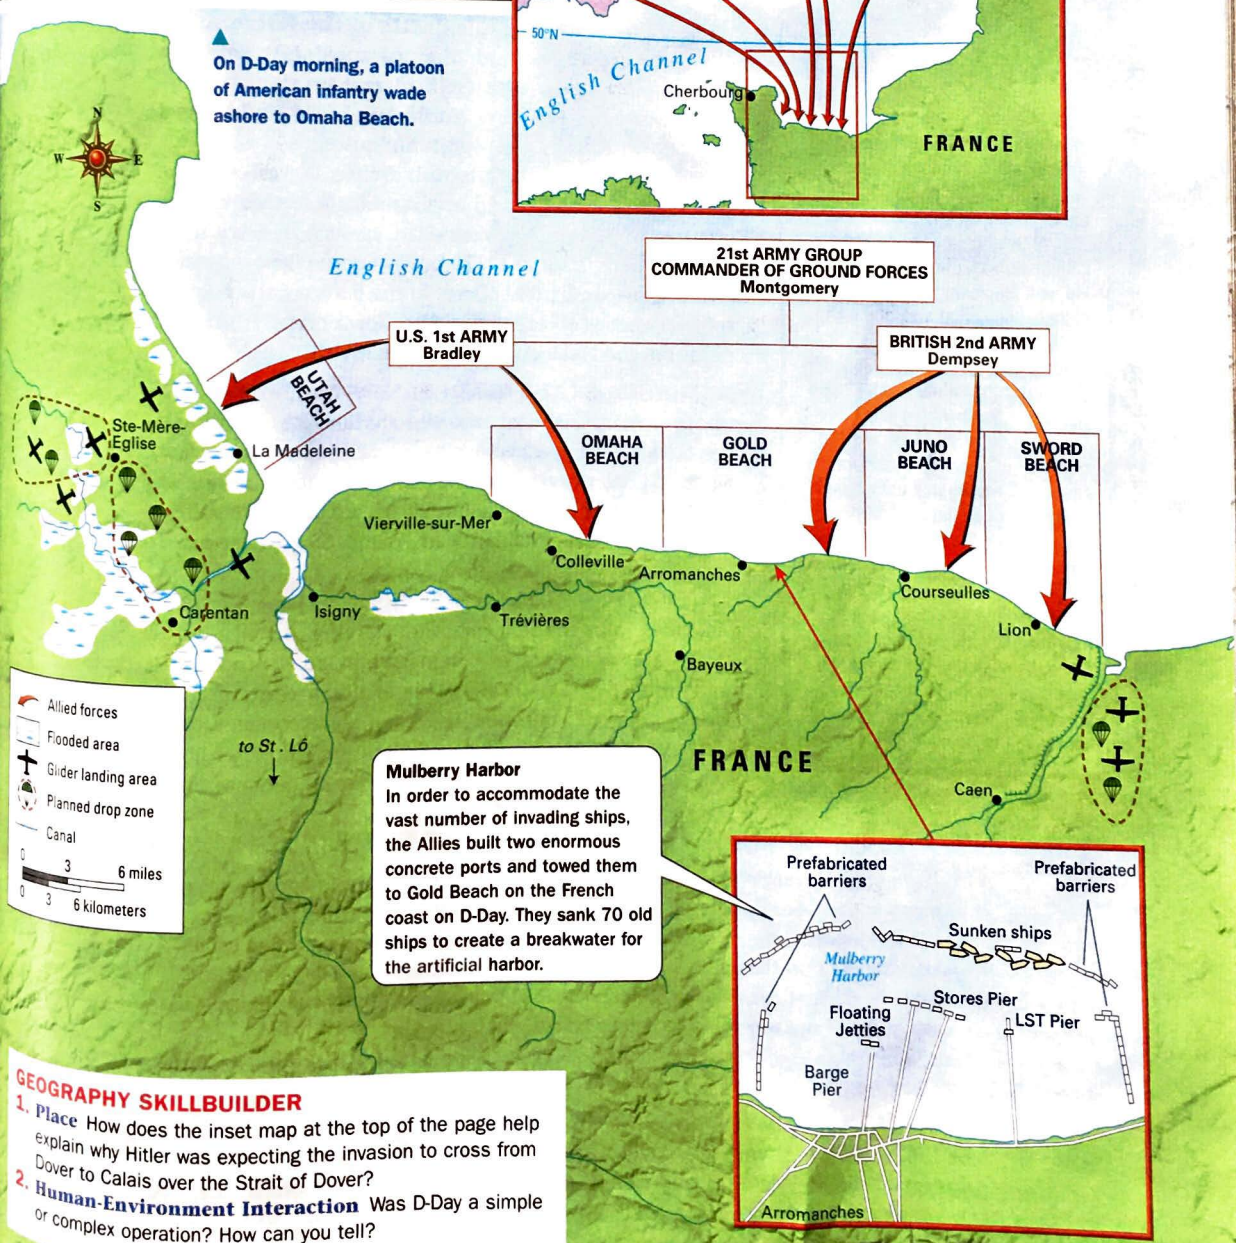 On D-Day morning, a platoon
of American infantry wade
ashore to Omaha Beach.
50°N
English Channel
Cherbourg
FRANCE
N
W
E
S
English Channel
21st ARMY GROUP
COMMANDER OF GROUND FORCES
Montgomery
U.S. 1st ARMY
Bradley
BRITISH 2nd ARMY
Dempsey
UTAH
BEACH
OMAHA
BEACH
GOLD
BEACH
JUNO
BEACH
SWORD
BEACH
Ste-Mère-
Eglise
La Madeleine
Vierville-sur-Mer
Colleville
Arromanches
Courseulles
Lion
Carentan
Isigny
Trévières
Bayeux
to St. Lô
FRANCE
Caen
Allied forces
Flooded area
Glider landing area
Planned drop zone
Canal
0 3 6 miles
0 3 6 kilometers
Mulberry Harbor
In order to accommodate the
vast number of invading ships,
the Allies built two enormous
concrete ports and towed them
to Gold Beach on the French
coast on D-Day. They sank 70 old
ships to create a breakwater for
the artificial harbor.
Prefabricated
barriers
Prefabricated
barriers
Sunken ships
Mulberry
Harbor
Stores Pier
Floating
Jetties
LST Pier
Barge
Pier
Arromanches
GEOGRAPHY SKILLBUILDER
1. Place How does the inset map at the top of the page help
explain why Hitler was expecting the invasion to cross from
Dover to Calais over the Strait of Dover?
2. Human-Environment Interaction Was D-Day a simple
or complex operation? How can you tell?